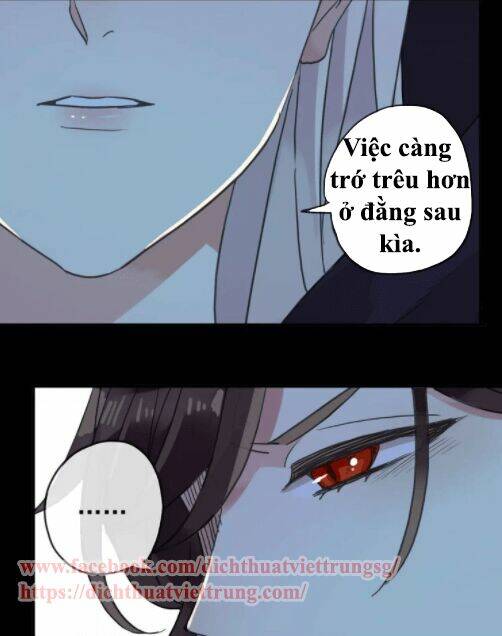 Việc càng
trớ trêu hơn
ở đằng sau
kìa.
......
www.facebook.com/dichthuatviettrungsg/
https://dichthuatviettrung.com/